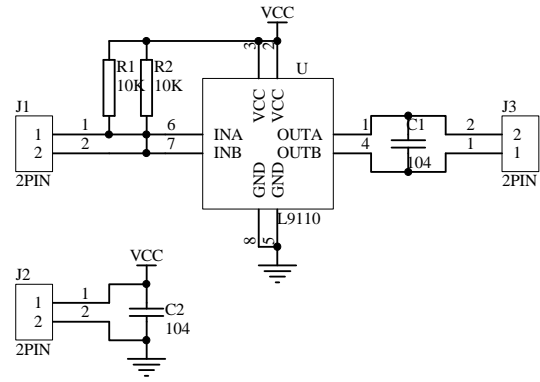 VCC
3
2
U
R1
R2
10K
10K
VCC
VCC
J1
J3
1
1
6
INA
OUTA
1
C1
2
2
2
2
7
INB
OUTB
4
104
1
1
2PIN
2PIN
GND
GND
L9110
8
5
VCC
J2
1
1
2
2
C2
104
2PIN